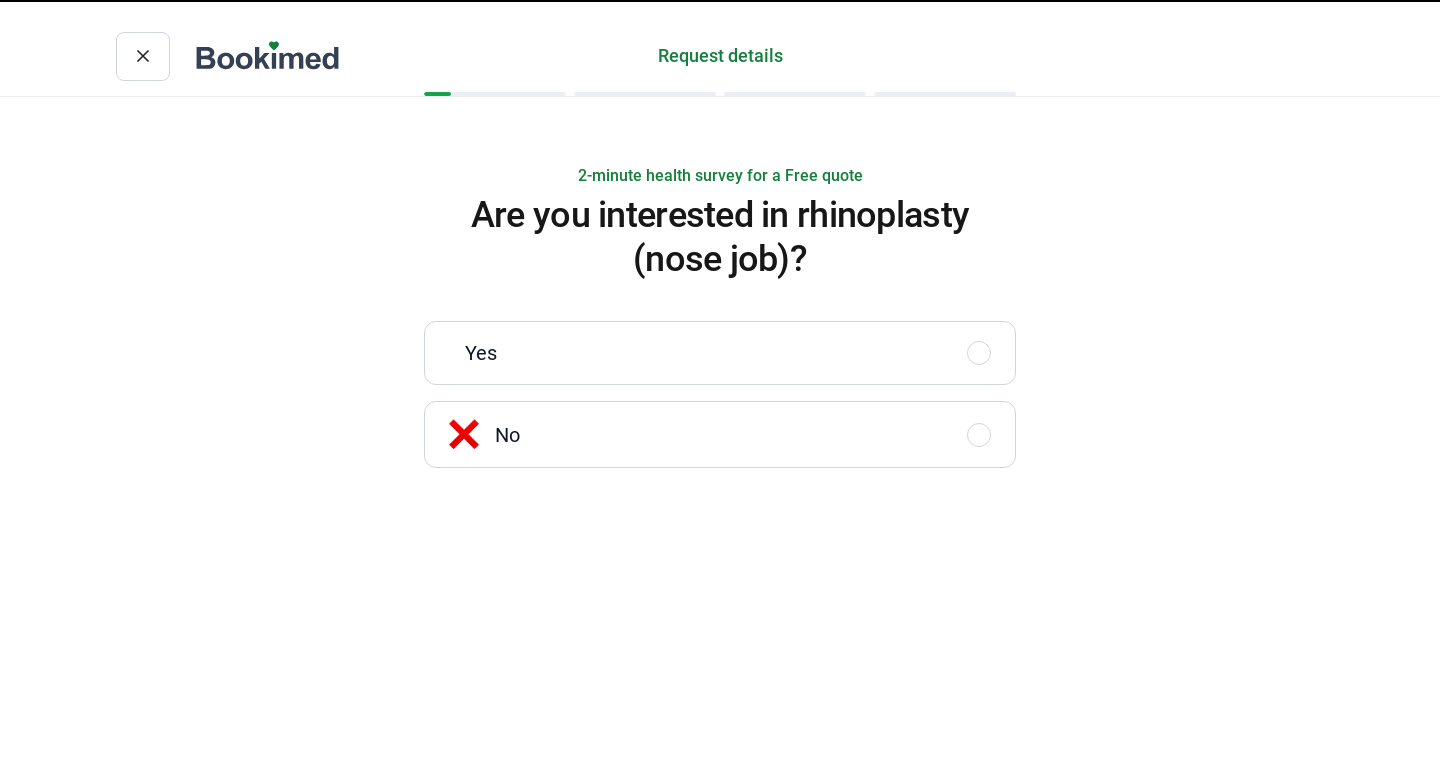 Bookimed
Request details
2-minute health survey for a Free quote
Are you interested in rhinoplasty
(nose job)?
Yes
No